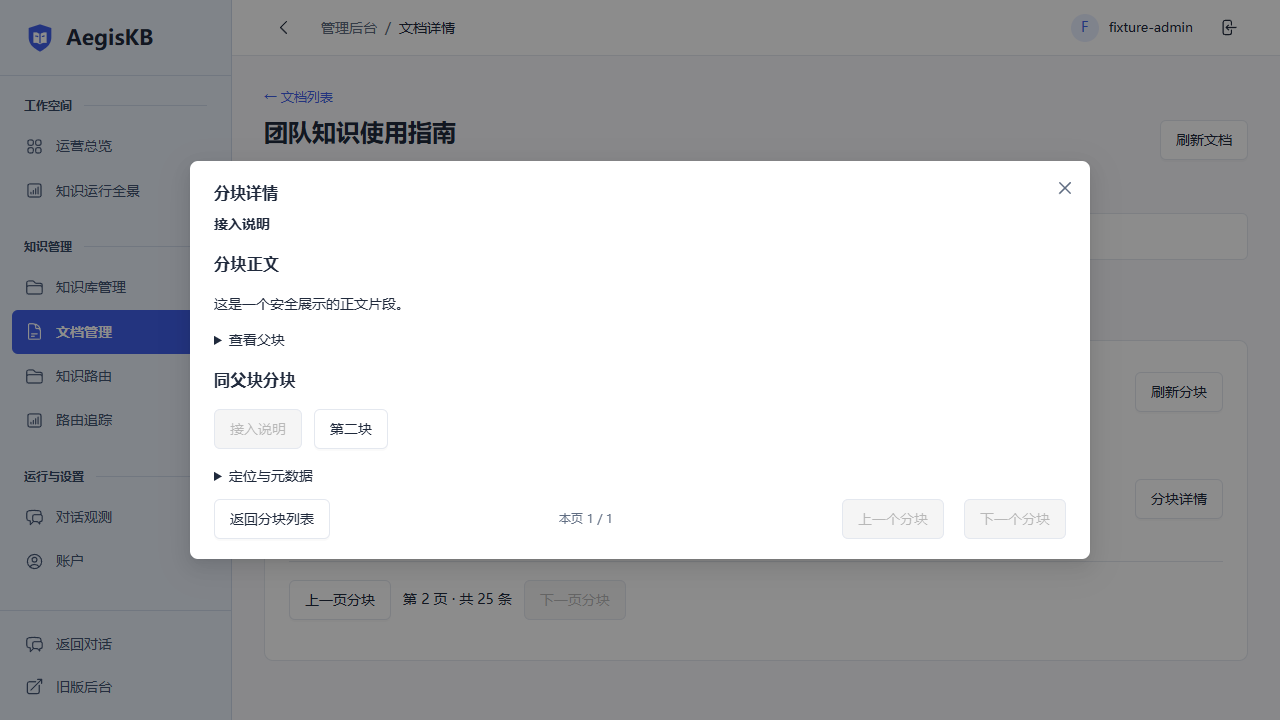 AegisKB
工作空间
运营总览
知识运行全景
知识管理
知识库管理
文档管理
知识路由
路由追踪
运行与设置
对话观测
账户
返回对话
旧版后台
管理后台 / 文档详情
F fixture-admin
← 文档列表
团队知识使用指南
刷新文档
分块详情
接入说明
分块正文
这是一个安全展示的正文片段。
查看父块
同父块分块
接入说明 第二块
定位与元数据
返回分块列表 本页 1 / 1 上一个分块 下一个分块
刷新分块
分块详情
上一页分块 第 2 页 · 共 25 条 下一页分块